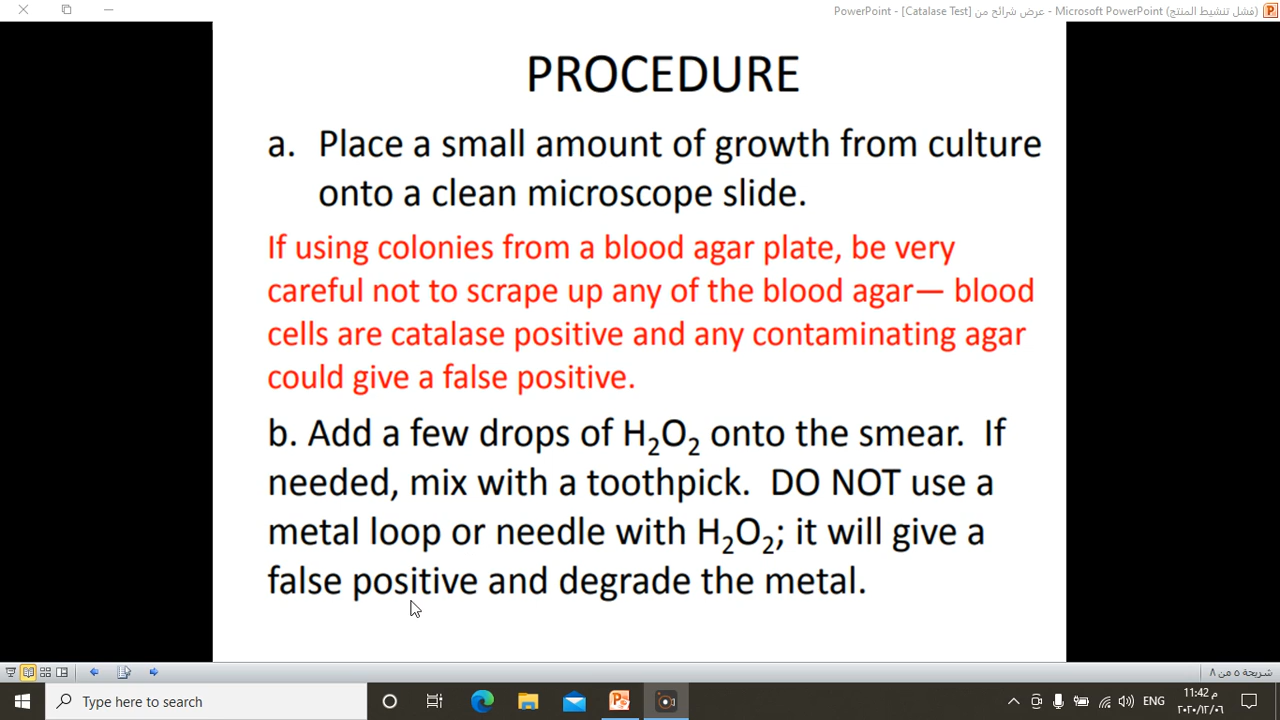 PowerPoint - [Catalase Test] عرض شرائح من - Microsoft PowerPoint (فشل تنشيط المنتج)
PROCEDURE
a. Place a small amount of growth from culture
onto a clean microscope slide.
If using colonies from a blood agar plate, be very
careful not to scrape up any of the blood agar— blood
cells are catalase positive and any contaminating agar
could give a false positive.
b. Add a few drops of H₂O₂ onto the smear. If
needed, mix with a toothpick. DO NOT use a
metal loop or needle with H₂O₂; it will give a
false positive and degrade the metal.
شريحة ٥ من ٨
Type here to search
ENG
11:42 م
٢٠٢٠/١٢/٠٦